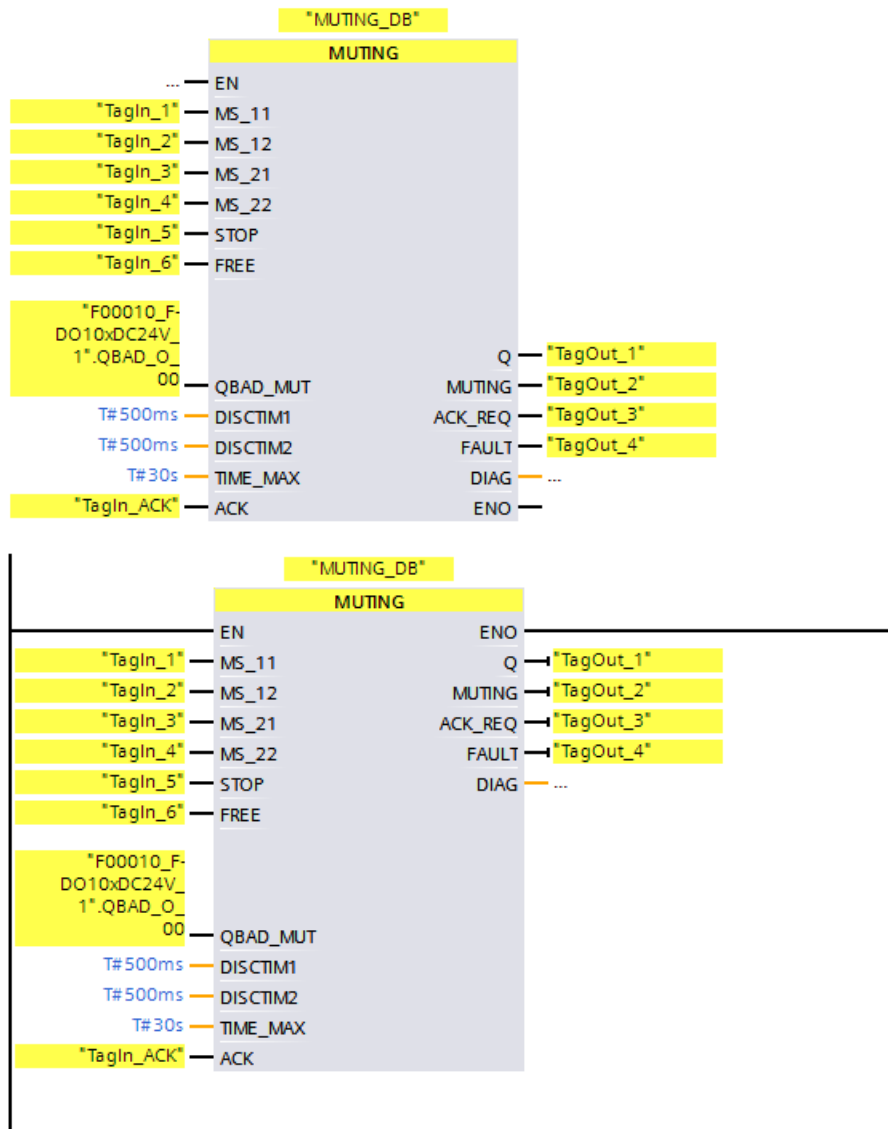 "MUTING_DB"
MUTING
... EN
"TagIn_1" MS_11
"TagIn_2" MS_12
"TagIn_3" MS_21
"TagIn_4" MS_22
"TagIn_5" STOP
"TagIn_6" FREE
"F00010_F-
DO10xDC24V_
1".QBAD_O_
00 QBAD_MUT
Q "TagOut_1"
MUTING "TagOut_2"
T#500ms DISCTIM1 ACK_REQ "TagOut_3"
T#500ms DISCTIM2 FAULT "TagOut_4"
T#30s TIME_MAX DIAG ...
"TagIn_ACK" ACK ENO
"MUTING_DB"
MUTING
EN ENO
"TagIn_1" MS_11 Q "TagOut_1"
"TagIn_2" MS_12 MUTING "TagOut_2"
"TagIn_3" MS_21 ACK_REQ "TagOut_3"
"TagIn_4" MS_22 FAULT "TagOut_4"
"TagIn_5" STOP DIAG ...
"TagIn_6" FREE
"F00010_F-
DO10xDC24V_
1".QBAD_O_
00 QBAD_MUT
T#500ms DISCTIM1
T#500ms DISCTIM2
T#30s TIME_MAX
"TagIn_ACK" ACK